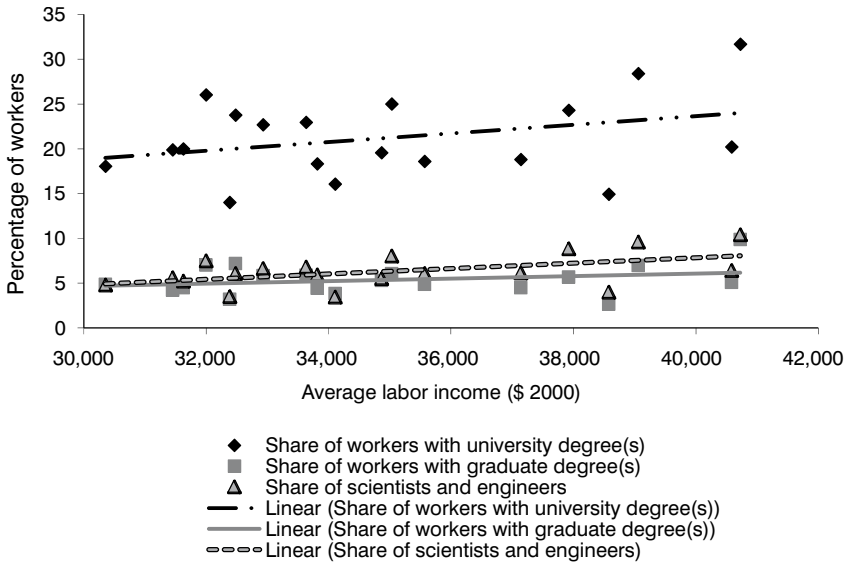 35
30
25
20
15
10
5
0
Percentage of workers
30,000 32,000 34,000 36,000 38,000 40,000 42,000
Average labor income ($ 2000)
Share of workers with university degree(s)
Share of workers with graduate degree(s)
Share of scientists and engineers
Linear (Share of workers with university degree(s))
Linear (Share of workers with graduate degree(s))
Linear (Share of scientists and engineers)